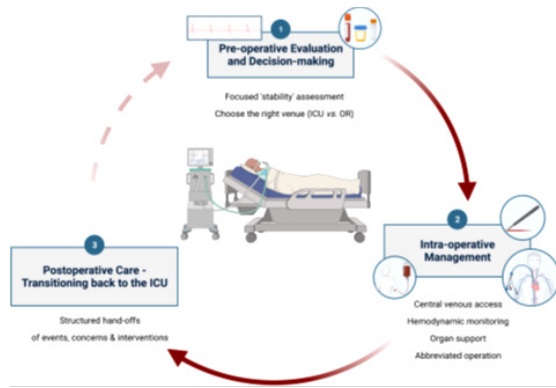 1
Pre-operative Evaluation
and Decision-making
Focused 'stability' assessment
Choose the right venue (ICU vs. OR)
2
Intra-operative
Management
Central venous access
Hemodynamic monitoring
Organ support
Abbreviated operation
3
Postoperative Care -
Transitioning back to the ICU
Structured hand-offs
of events, concerns & interventions